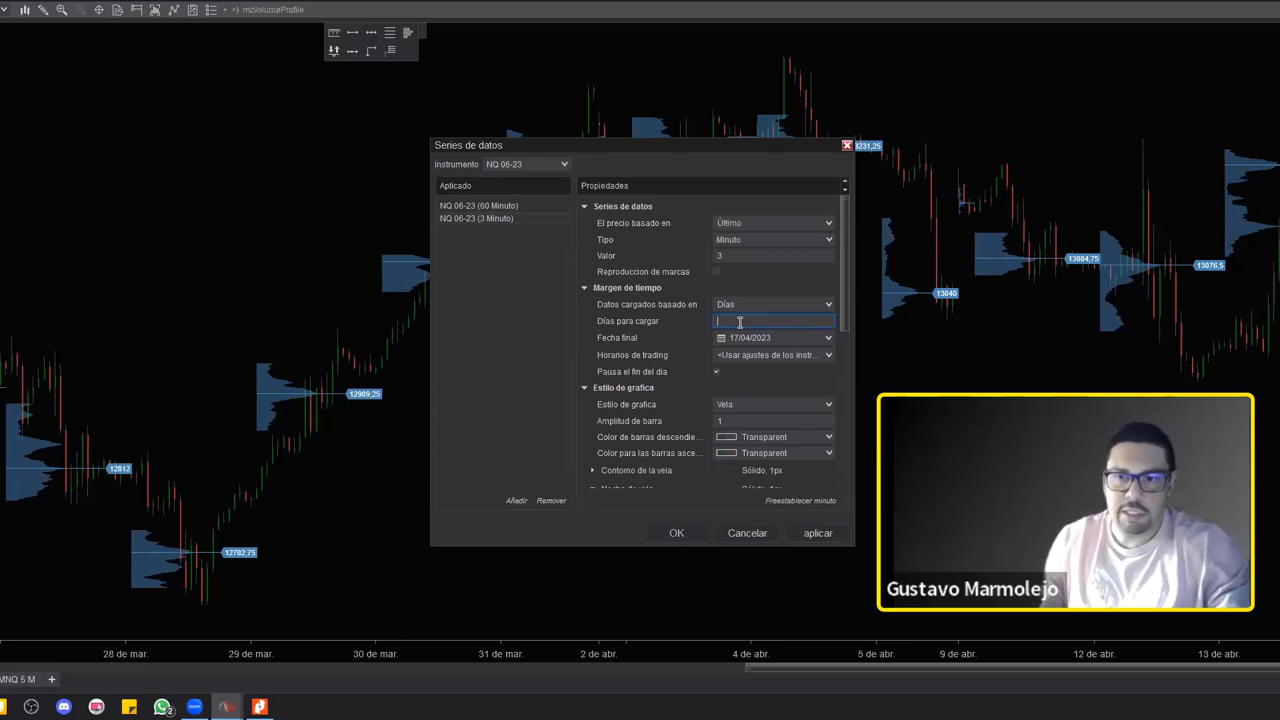 mzVolumeProfile
Series de datos
Instrumento NQ 06-23
Aplicado
NQ 06-23 (60 Minuto)
NQ 06-23 (3 Minuto)
Añadir Remover
Propiedades
Series de datos
El precio basado en Último
Tipo Minuto
Valor 3
Reproduccion de marcas
Margen de tiempo
Datos cargados basado en Días
Días para cargar
Fecha final 17/04/2023
Horarios de trading <Usar ajustes de los instr...
Pausa el fin del dia
Estilo de grafica
Estilo de grafica Vela
Amplitud de barra 1
Color de barras descendie... Transparent
Color para las barras asce... Transparent
Contorno de la vela Sólido, 1px
Preestablecer minuto
OK Cancelar aplicar
3231,25
13084,75
13076,5
13040
12909,25
12812
12702,75
Gustavo Marmolejo
28 de mar. 29 de mar. 30 de mar. 31 de mar. 2 de abr. 4 de abr. 5 de abr. 9 de abr. 12 de abr. 13 de abr.
MNQ 5 M +
2